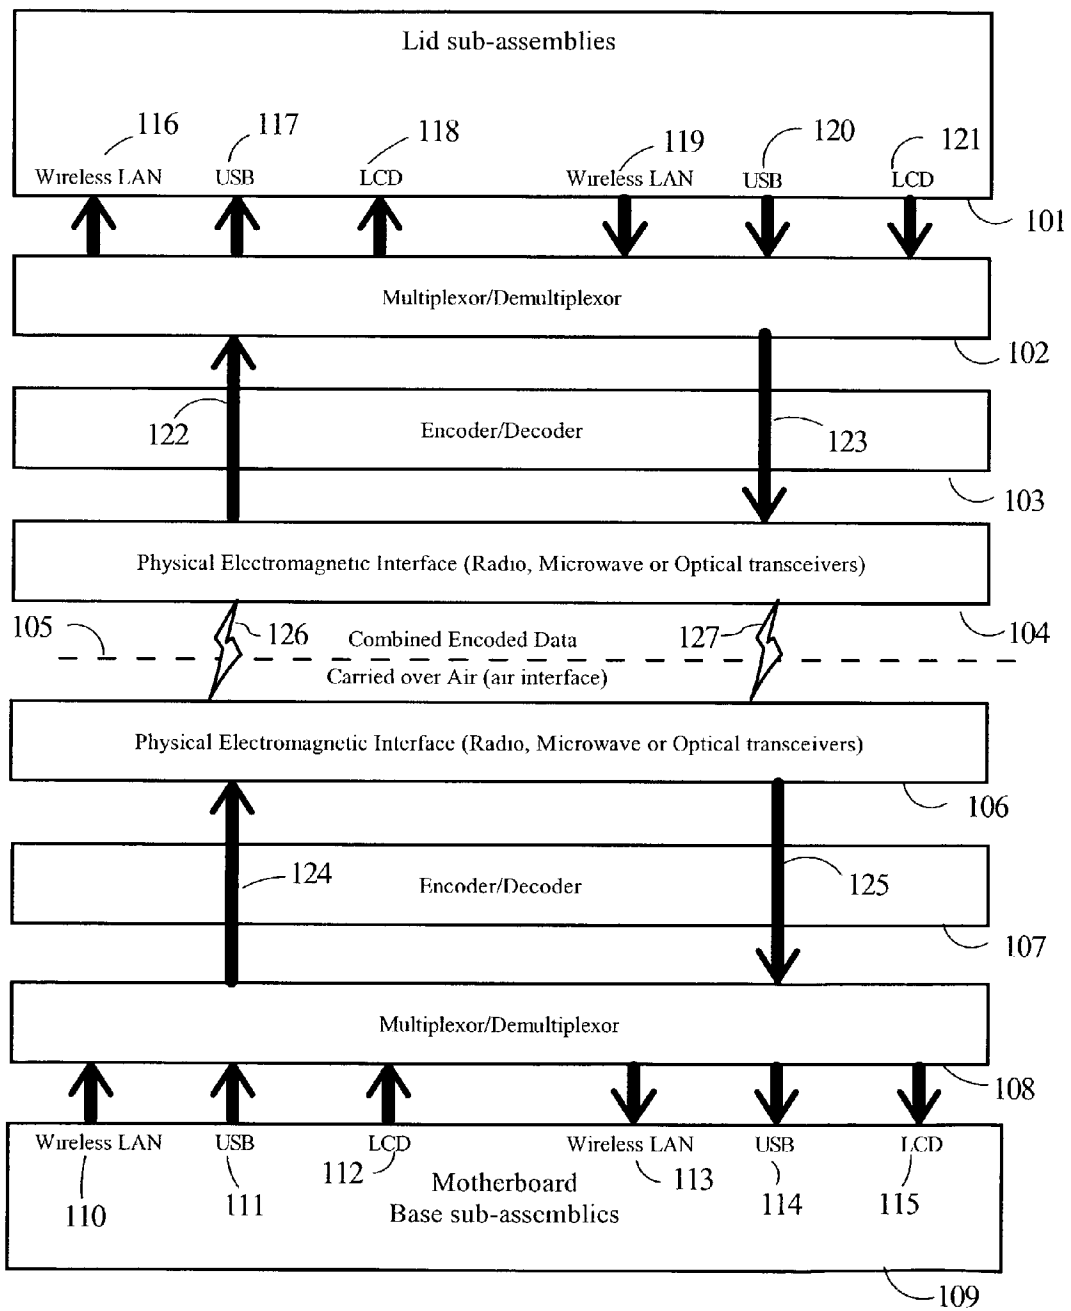 Lid sub-assemblies
116 117 118 119 120 121
Wireless LAN USB LCD Wireless LAN USB LCD
101
Multiplexor/Demultiplexor
102
122 Encoder/Decoder 123
103
Physical Electromagnetic Interface (Radio, Microwave or Optical transceivers)
104
105 126 Combined Encoded Data 127
Carried over Air (air interface)
Physical Electromagnetic Interface (Radio, Microwave or Optical transceivers)
106
124 Encoder/Decoder 125
107
Multiplexor/Demultiplexor
108
Wireless LAN USB LCD Wireless LAN USB LCD
110 111 112 113 114 115
Motherboard
Base sub-assemblies
109